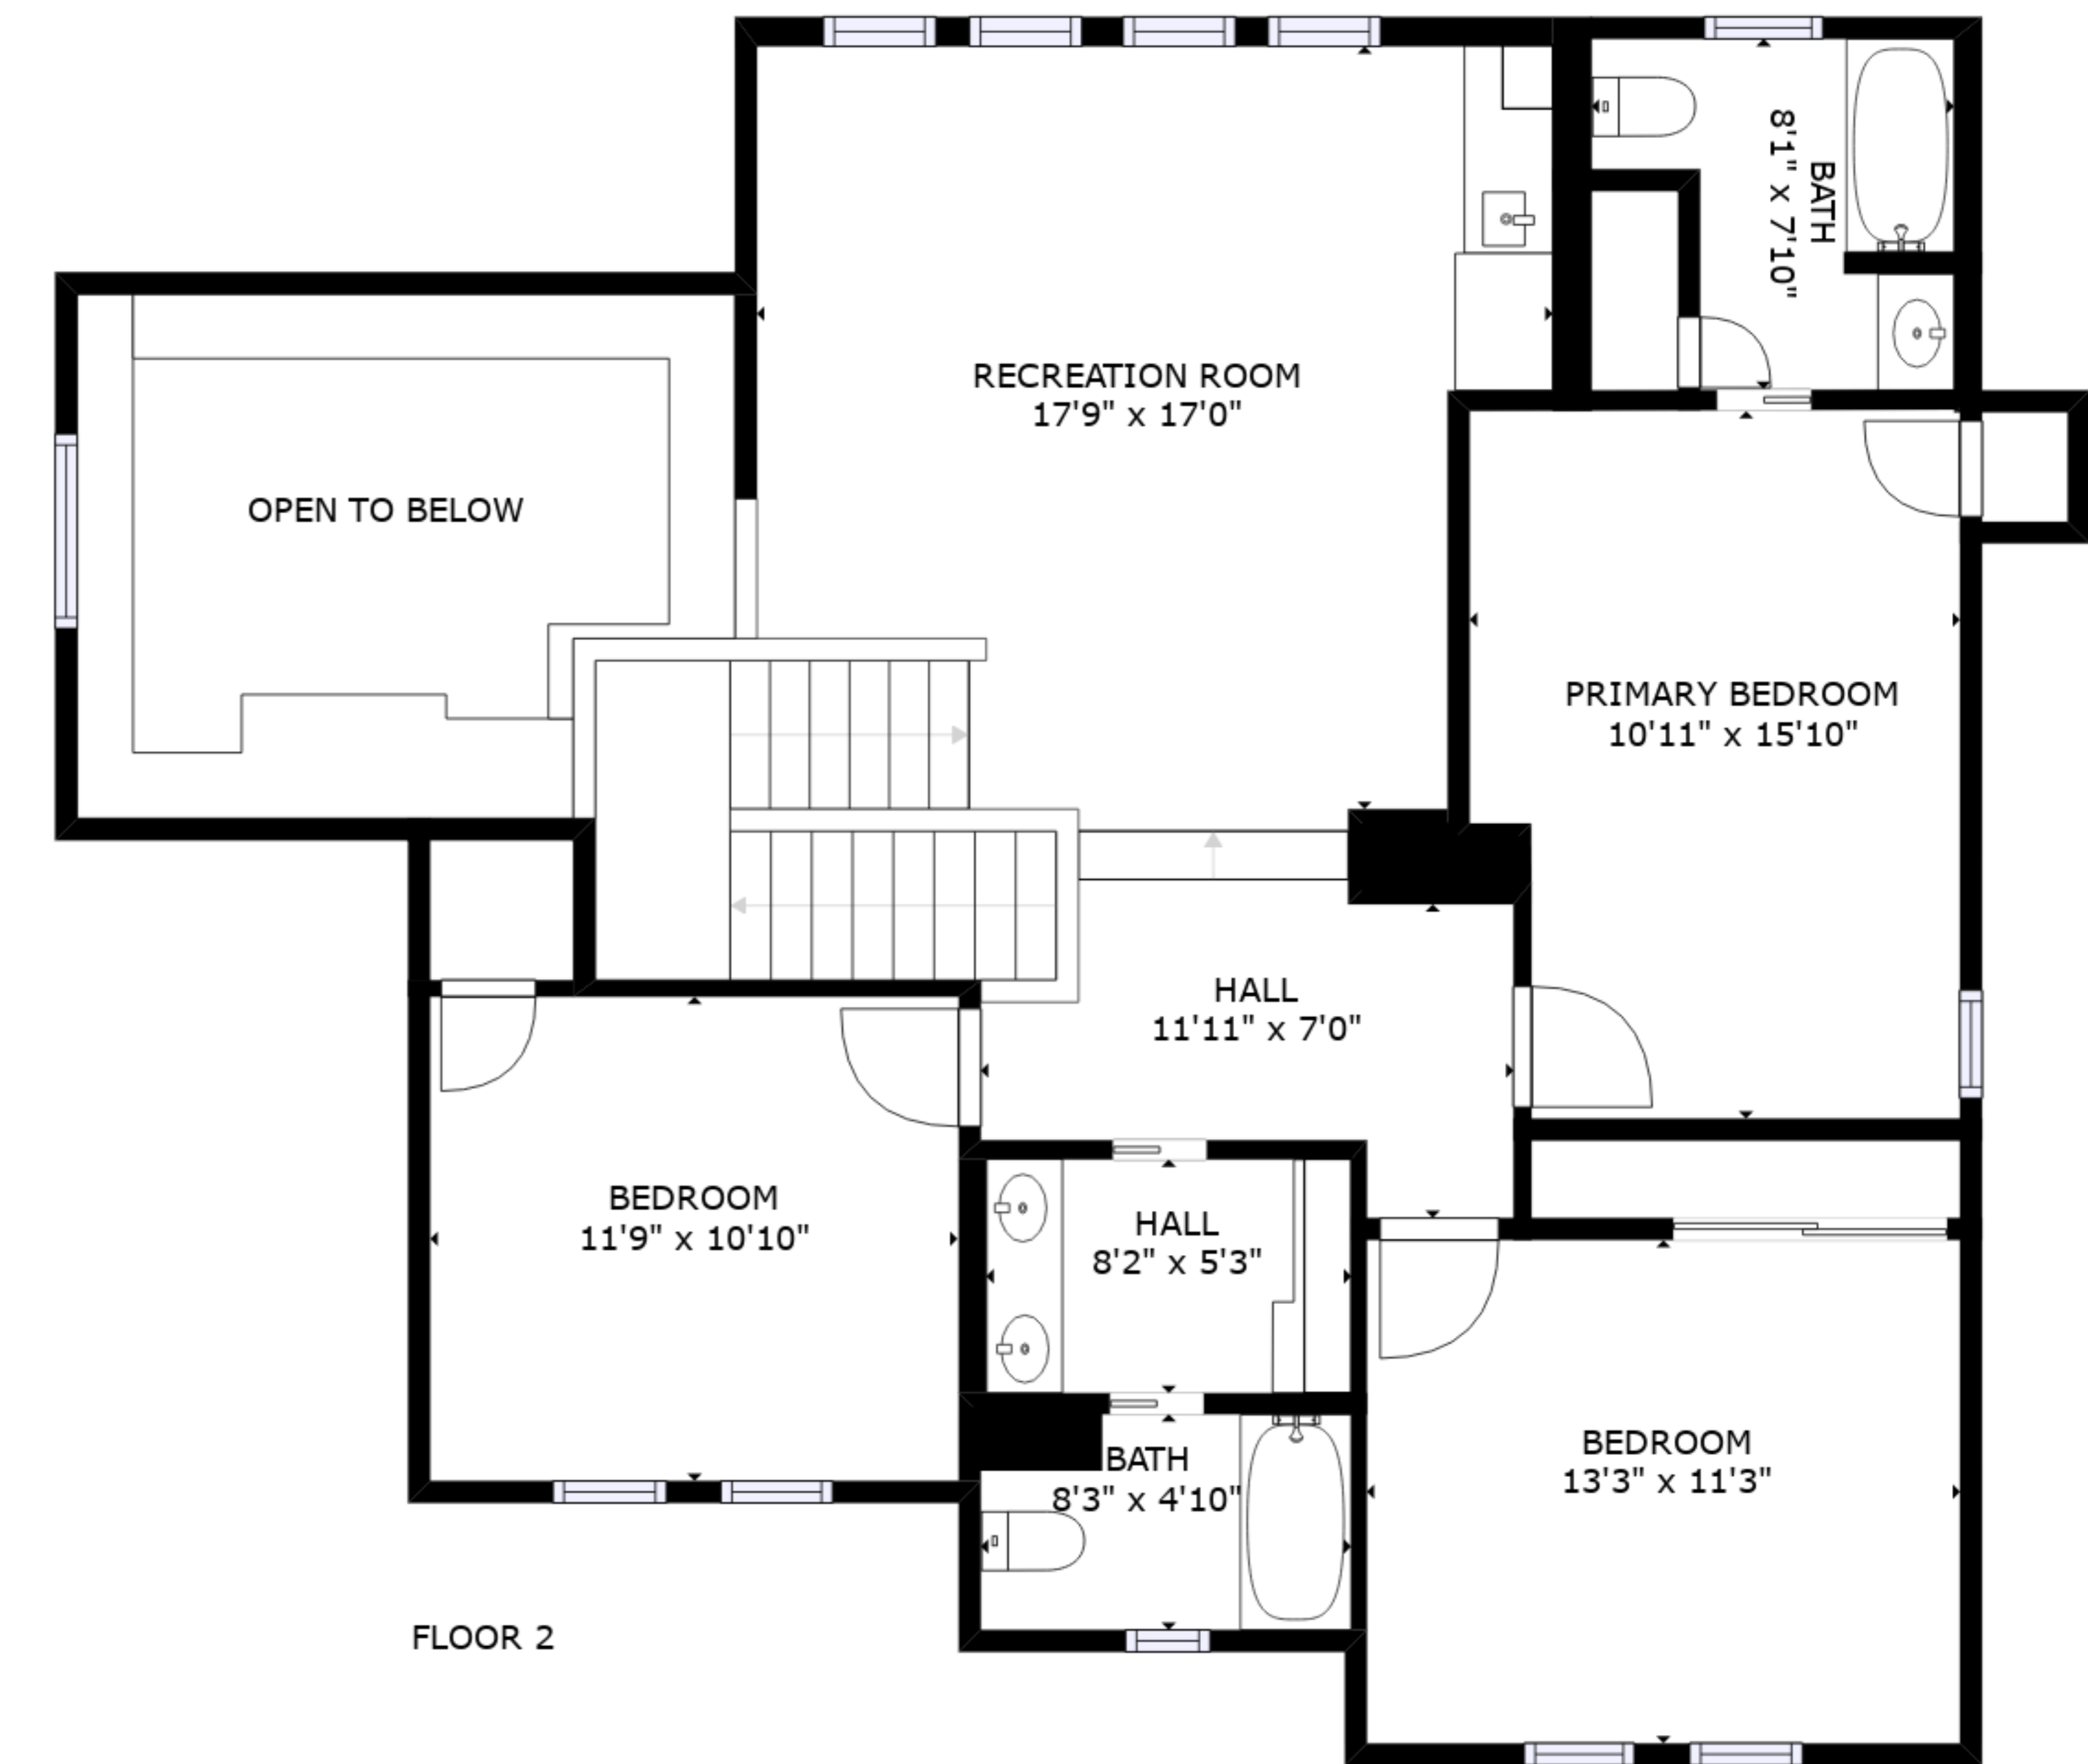 BATH
8'1" x 7'10"
RECREATION ROOM
17'9" x 17'0"
OPEN TO BELOW
PRIMARY BEDROOM
10'11" x 15'10"
HALL
11'11" x 7'0"
BEDROOM
11'9" x 10'10"
HALL
8'2" x 5'3"
BATH
8'3" x 4'10"
BEDROOM
13'3" x 11'3"
FLOOR 2